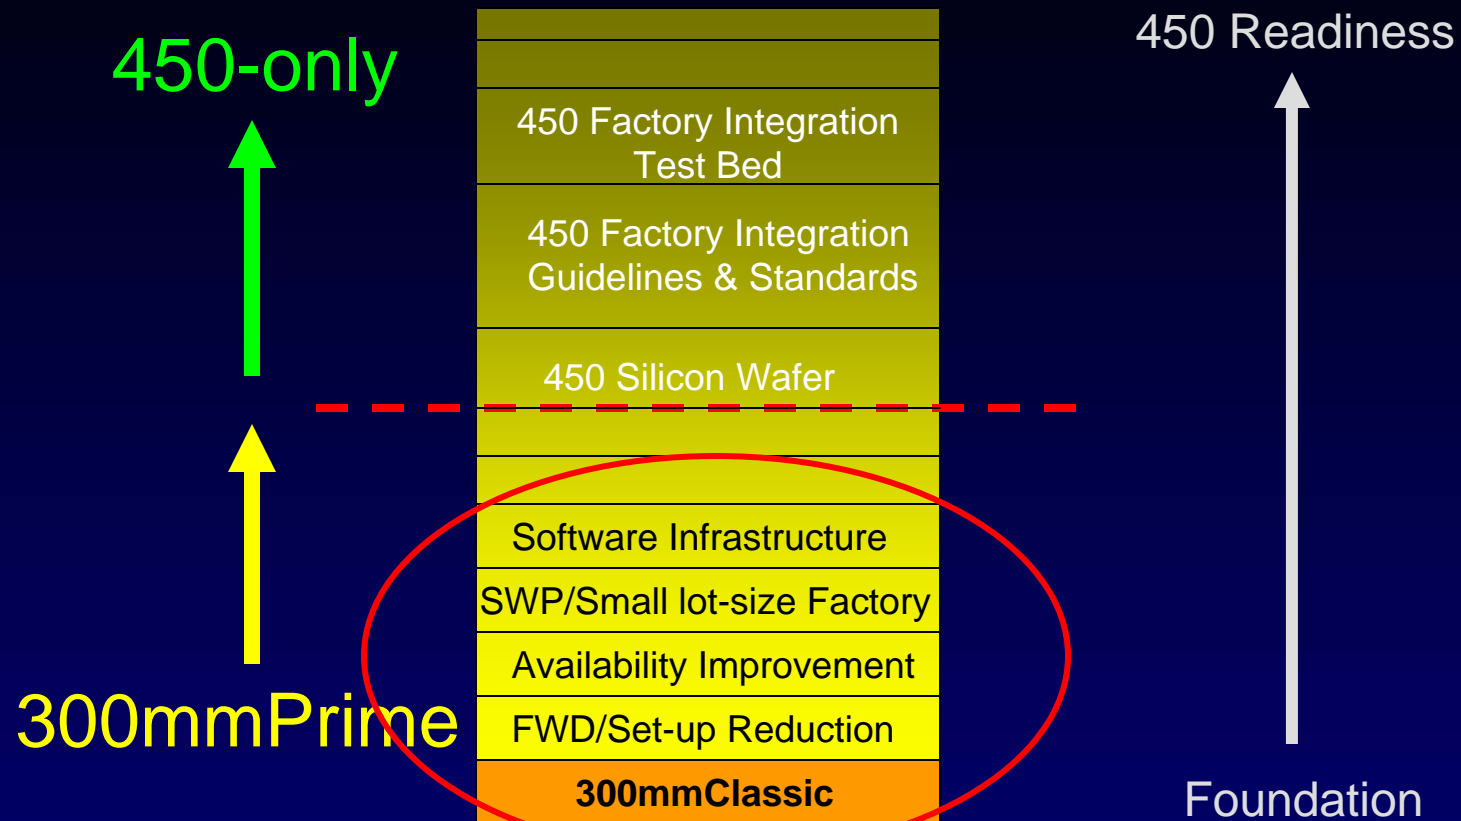 450 Readiness
450-only
450 Factory Integration
Test Bed
450 Factory Integration
Guidelines & Standards
450 Silicon Wafer
Software Infrastructure
SWP/Small lot-size Factory
Availability Improvement
300mmPrime
FWD/Set-up Reduction
300mmClassic
Foundation